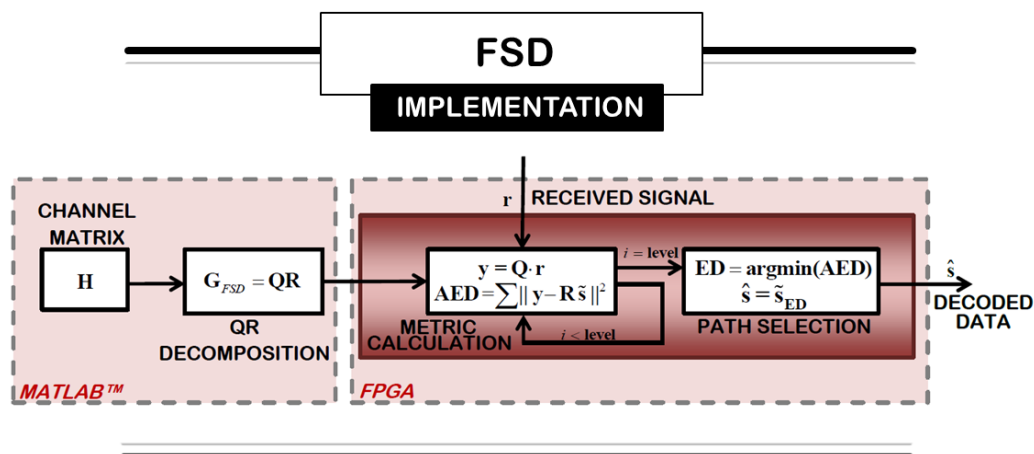 FSD
IMPLEMENTATION
r RECEIVED SIGNAL
CHANNEL
MATRIX
H
G_FSD = QR
QR
DECOMPOSITION
MATLAB™
y = Q·r
AED = ∑|| y − R s̃ ||²
METRIC
CALCULATION
i = level
i < level
ED = argmin(AED)
ŝ = s̃_ED
PATH SELECTION
FPGA
ŝ
DECODED
DATA